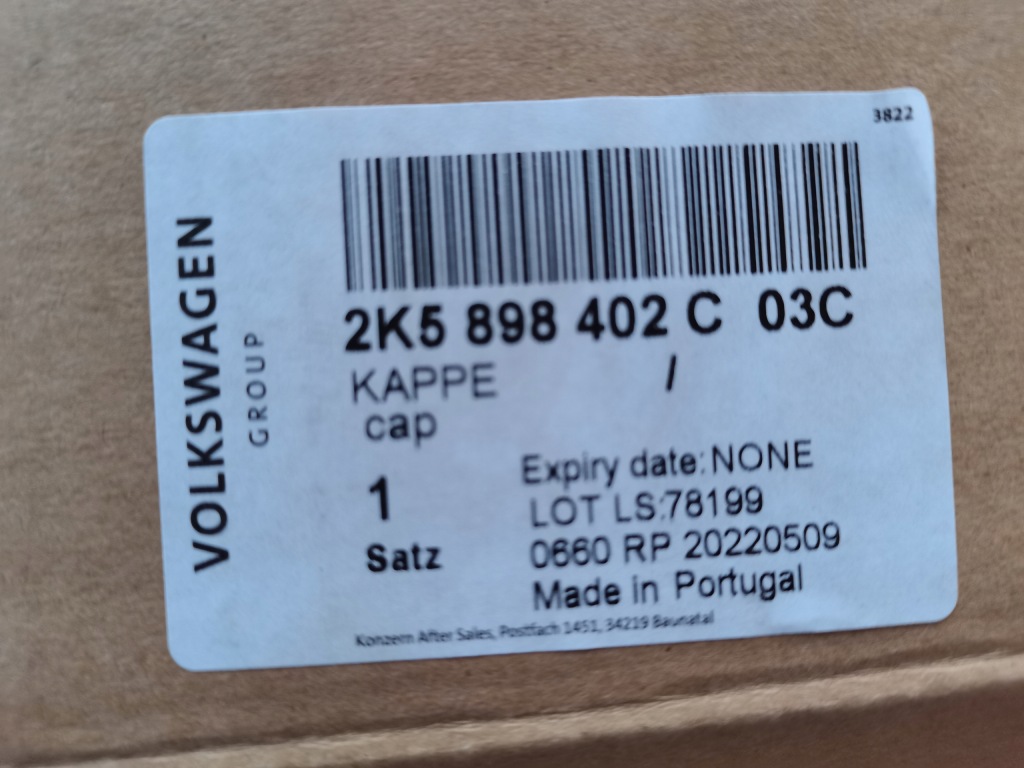 3822
VOLKSWAGEN
GROUP
2K5 898 402 C 03C
KAPPE /
cap
1
Satz
Expiry date:NONE
LOT LS:78199
0660 RP 20220509
Made in Portugal
Konzern After Sales, Postfach 1451, 34219 Baunatal